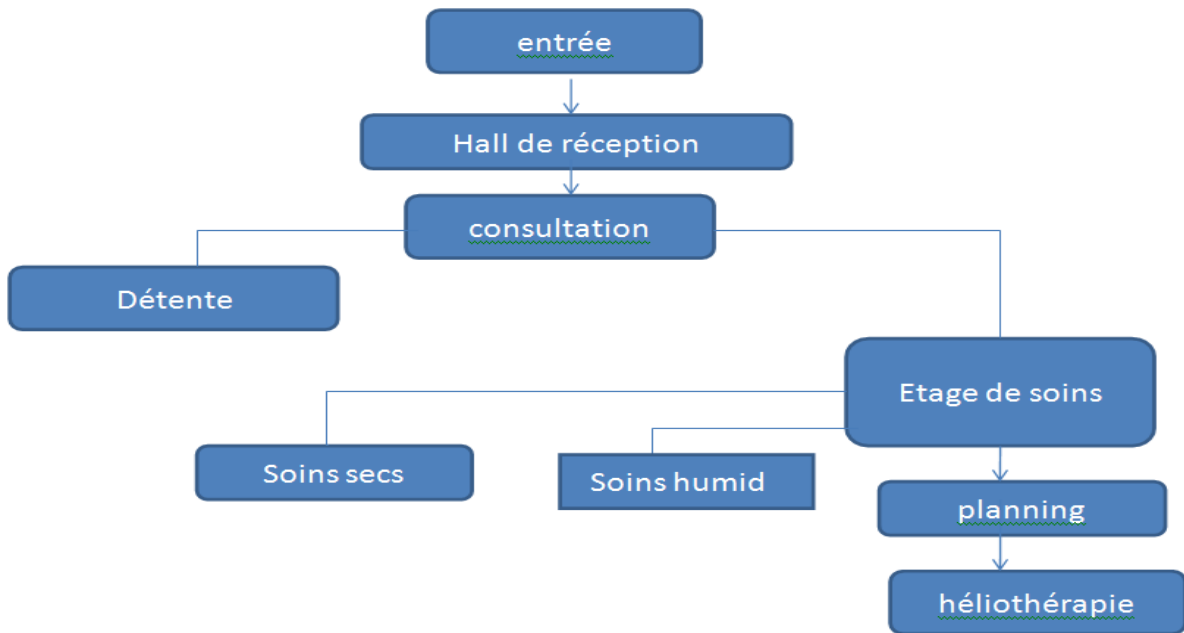 entrée
Hall de réception
consultation
Détente
Etage de soins
Soins secs
Soins humid
planning
héliothérapie